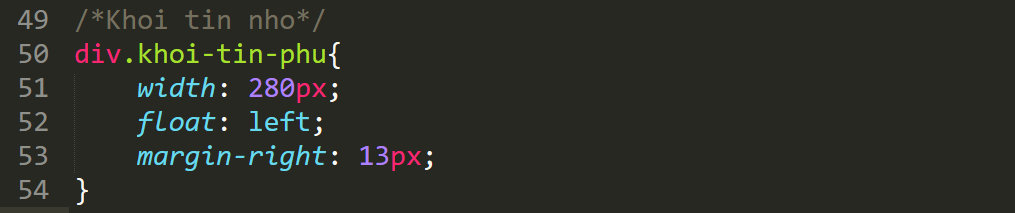 49 /*Khoi tin nho*/
50 div.khoi-tin-phu{
51     width: 280px;
52     float: left;
53     margin-right: 13px;
54 }